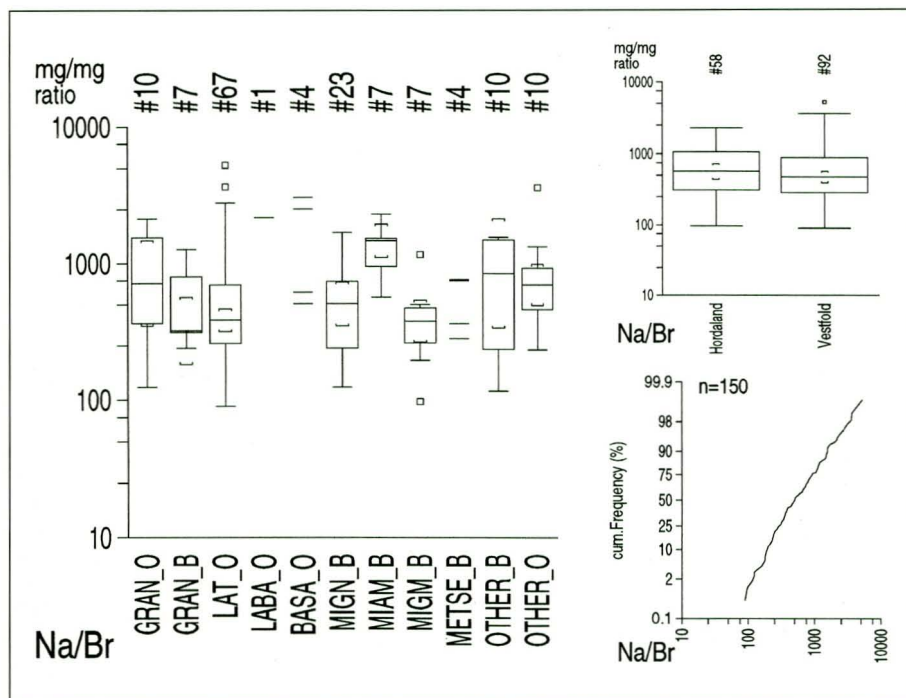 mg/mg
ratio
#10 #7 #67 #1 #4 #23 #7 #7 #4 #10 #10
10000
1000
100
10
GRAN_O GRAN_B LAT_O LABA_O BASA_O MIGN_B MIAM_B MIGM_B METSE_B OTHER_B OTHER_O
Na/Br
mg/mg
ratio
#58 #92
10000
1000
100
10
Hordaland Vestfold
Na/Br
99.9
98
90
75
50
25
10
2
0.1
cum.Frequency (%)
n=150
10 100 1000 10000
Na/Br